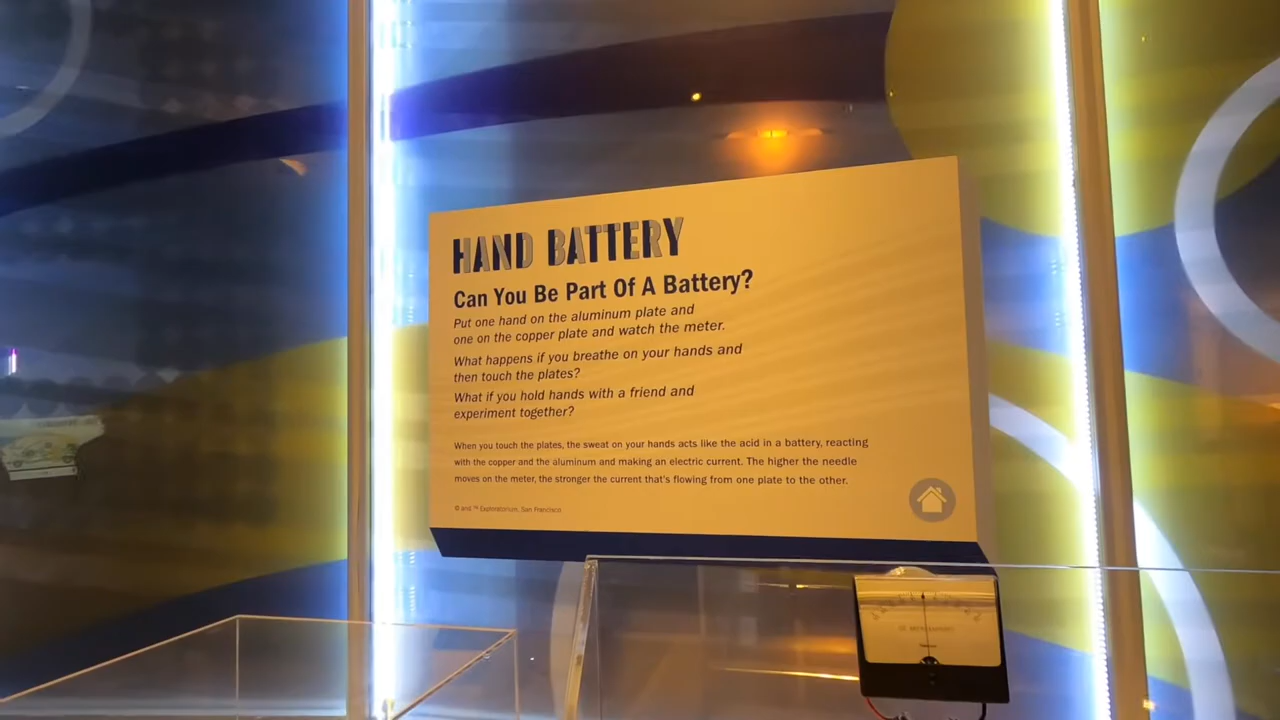 HAND BATTERY
Can You Be Part Of A Battery?
Put one hand on the aluminum plate and
one on the copper plate and watch the meter.
What happens if you breathe on your hands and
then touch the plates?
What if you hold hands with a friend and
experiment together?
When you touch the plates, the sweat on your hands acts like the acid in a battery, reacting
with the copper and the aluminum and making an electric current. The higher the needle
moves on the meter, the stronger the current that's flowing from one plate to the other.
© and ™ Exploratorium, San Francisco